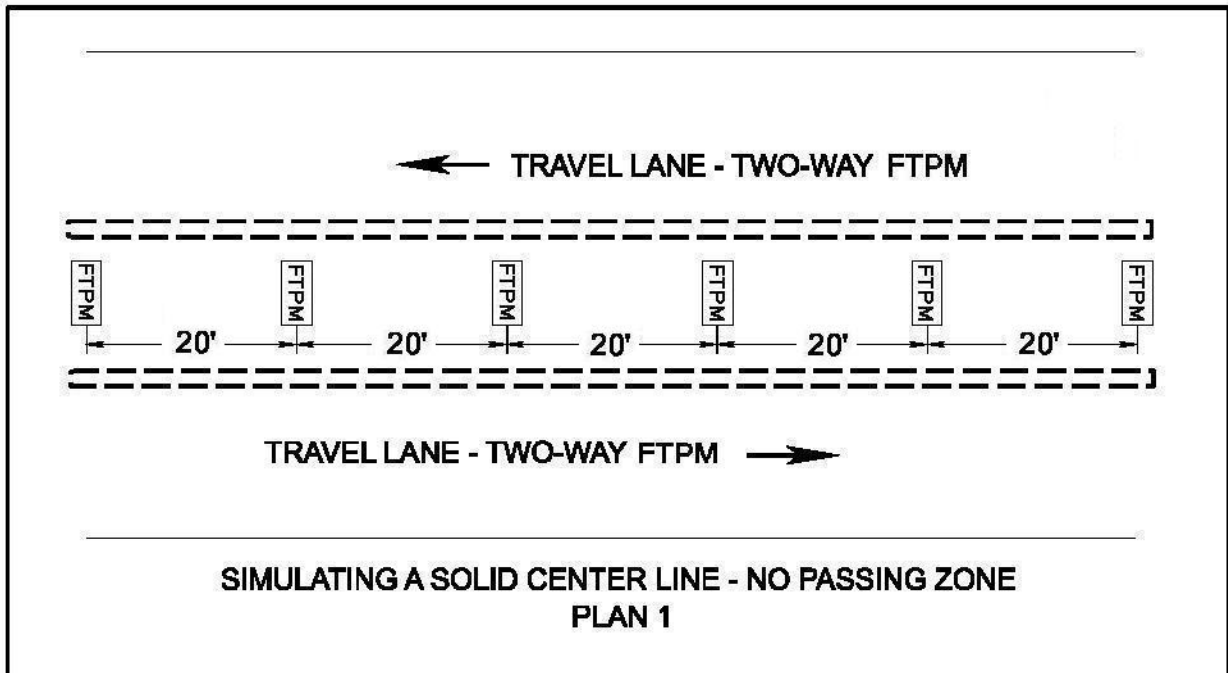 TRAVEL LANE - TWO-WAY FTPM
FTPM FTPM FTPM FTPM FTPM FTPM
20' 20' 20' 20' 20'
TRAVEL LANE - TWO-WAY FTPM
SIMULATING A SOLID CENTER LINE - NO PASSING ZONE
PLAN 1